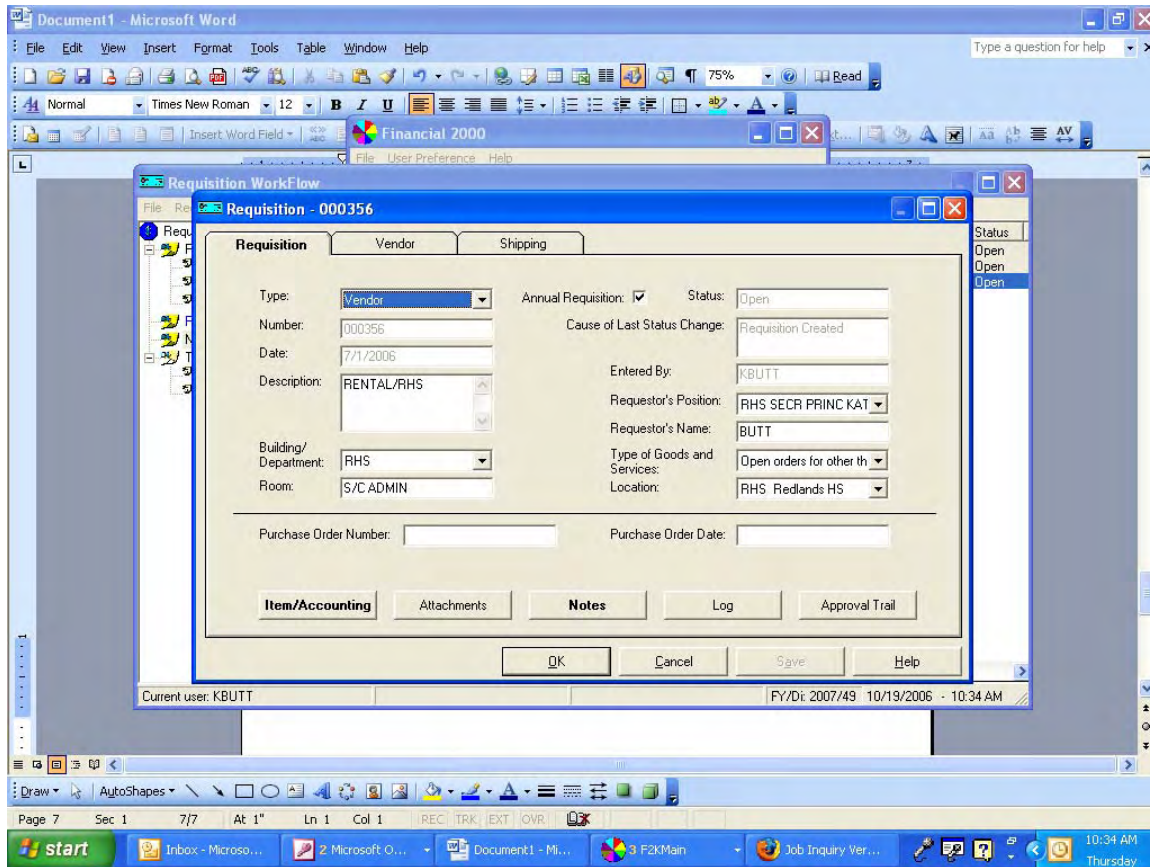 Document1 - Microsoft Word
File Edit View Insert Format Tools Table Window Help
Type a question for help
75% Read
Normal Times New Roman 12 B I U
Insert Word Field
Financial 2000
File User Preference Help
Requisition WorkFlow
File
Requisition - 000356
Status
Open
Open
Open
Requisition Vendor Shipping
Type: Vendor Annual Requisition: Status: Open
Number: 000356 Cause of Last Status Change: Requisition Created
Date: 7/1/2006
Entered By: KBUTT
Description: RENTAL/RHS
Requestor's Position: RHS SECR PRINC KAT
Requestor's Name: BUTT
Building/
Department: RHS
Type of Goods and
Services: Open orders for other th
Room: S/C ADMIN Location: RHS Redlands HS
Purchase Order Number: Purchase Order Date:
Item/Accounting Attachments Notes Log Approval Trail
OK Cancel Save Help
Current user: KBUTT FY/Di: 2007/49 10/19/2006 - 10:34 AM
Draw AutoShapes
Page 7 Sec 1 7/7 At 1" Ln 1 Col 1 REC TRK EXT OVR
start Inbox - Microso... 2 Microsoft O... Document1 - Mi... 3 F2KMain Job Inquiry Ver... 10:34 AM
Thursday